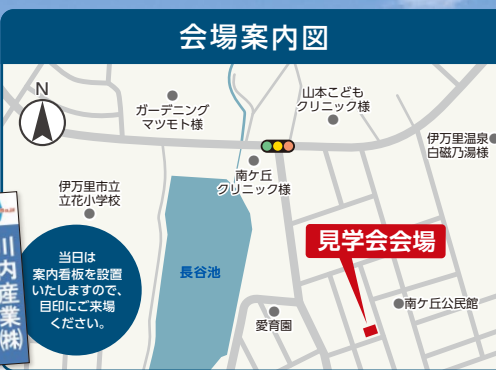 会場案内図
N
ガーデニング
マツモト様
山本こども
クリニック様
伊万里温泉
白磁乃湯様
南ケ丘
クリニック様
伊万里市立
立花小学校
見学会会場
長谷池
南ケ丘公民館
愛育園
当日は
案内看板を設置
いたしますので、
目印にご来場
ください。
川内産業㈱